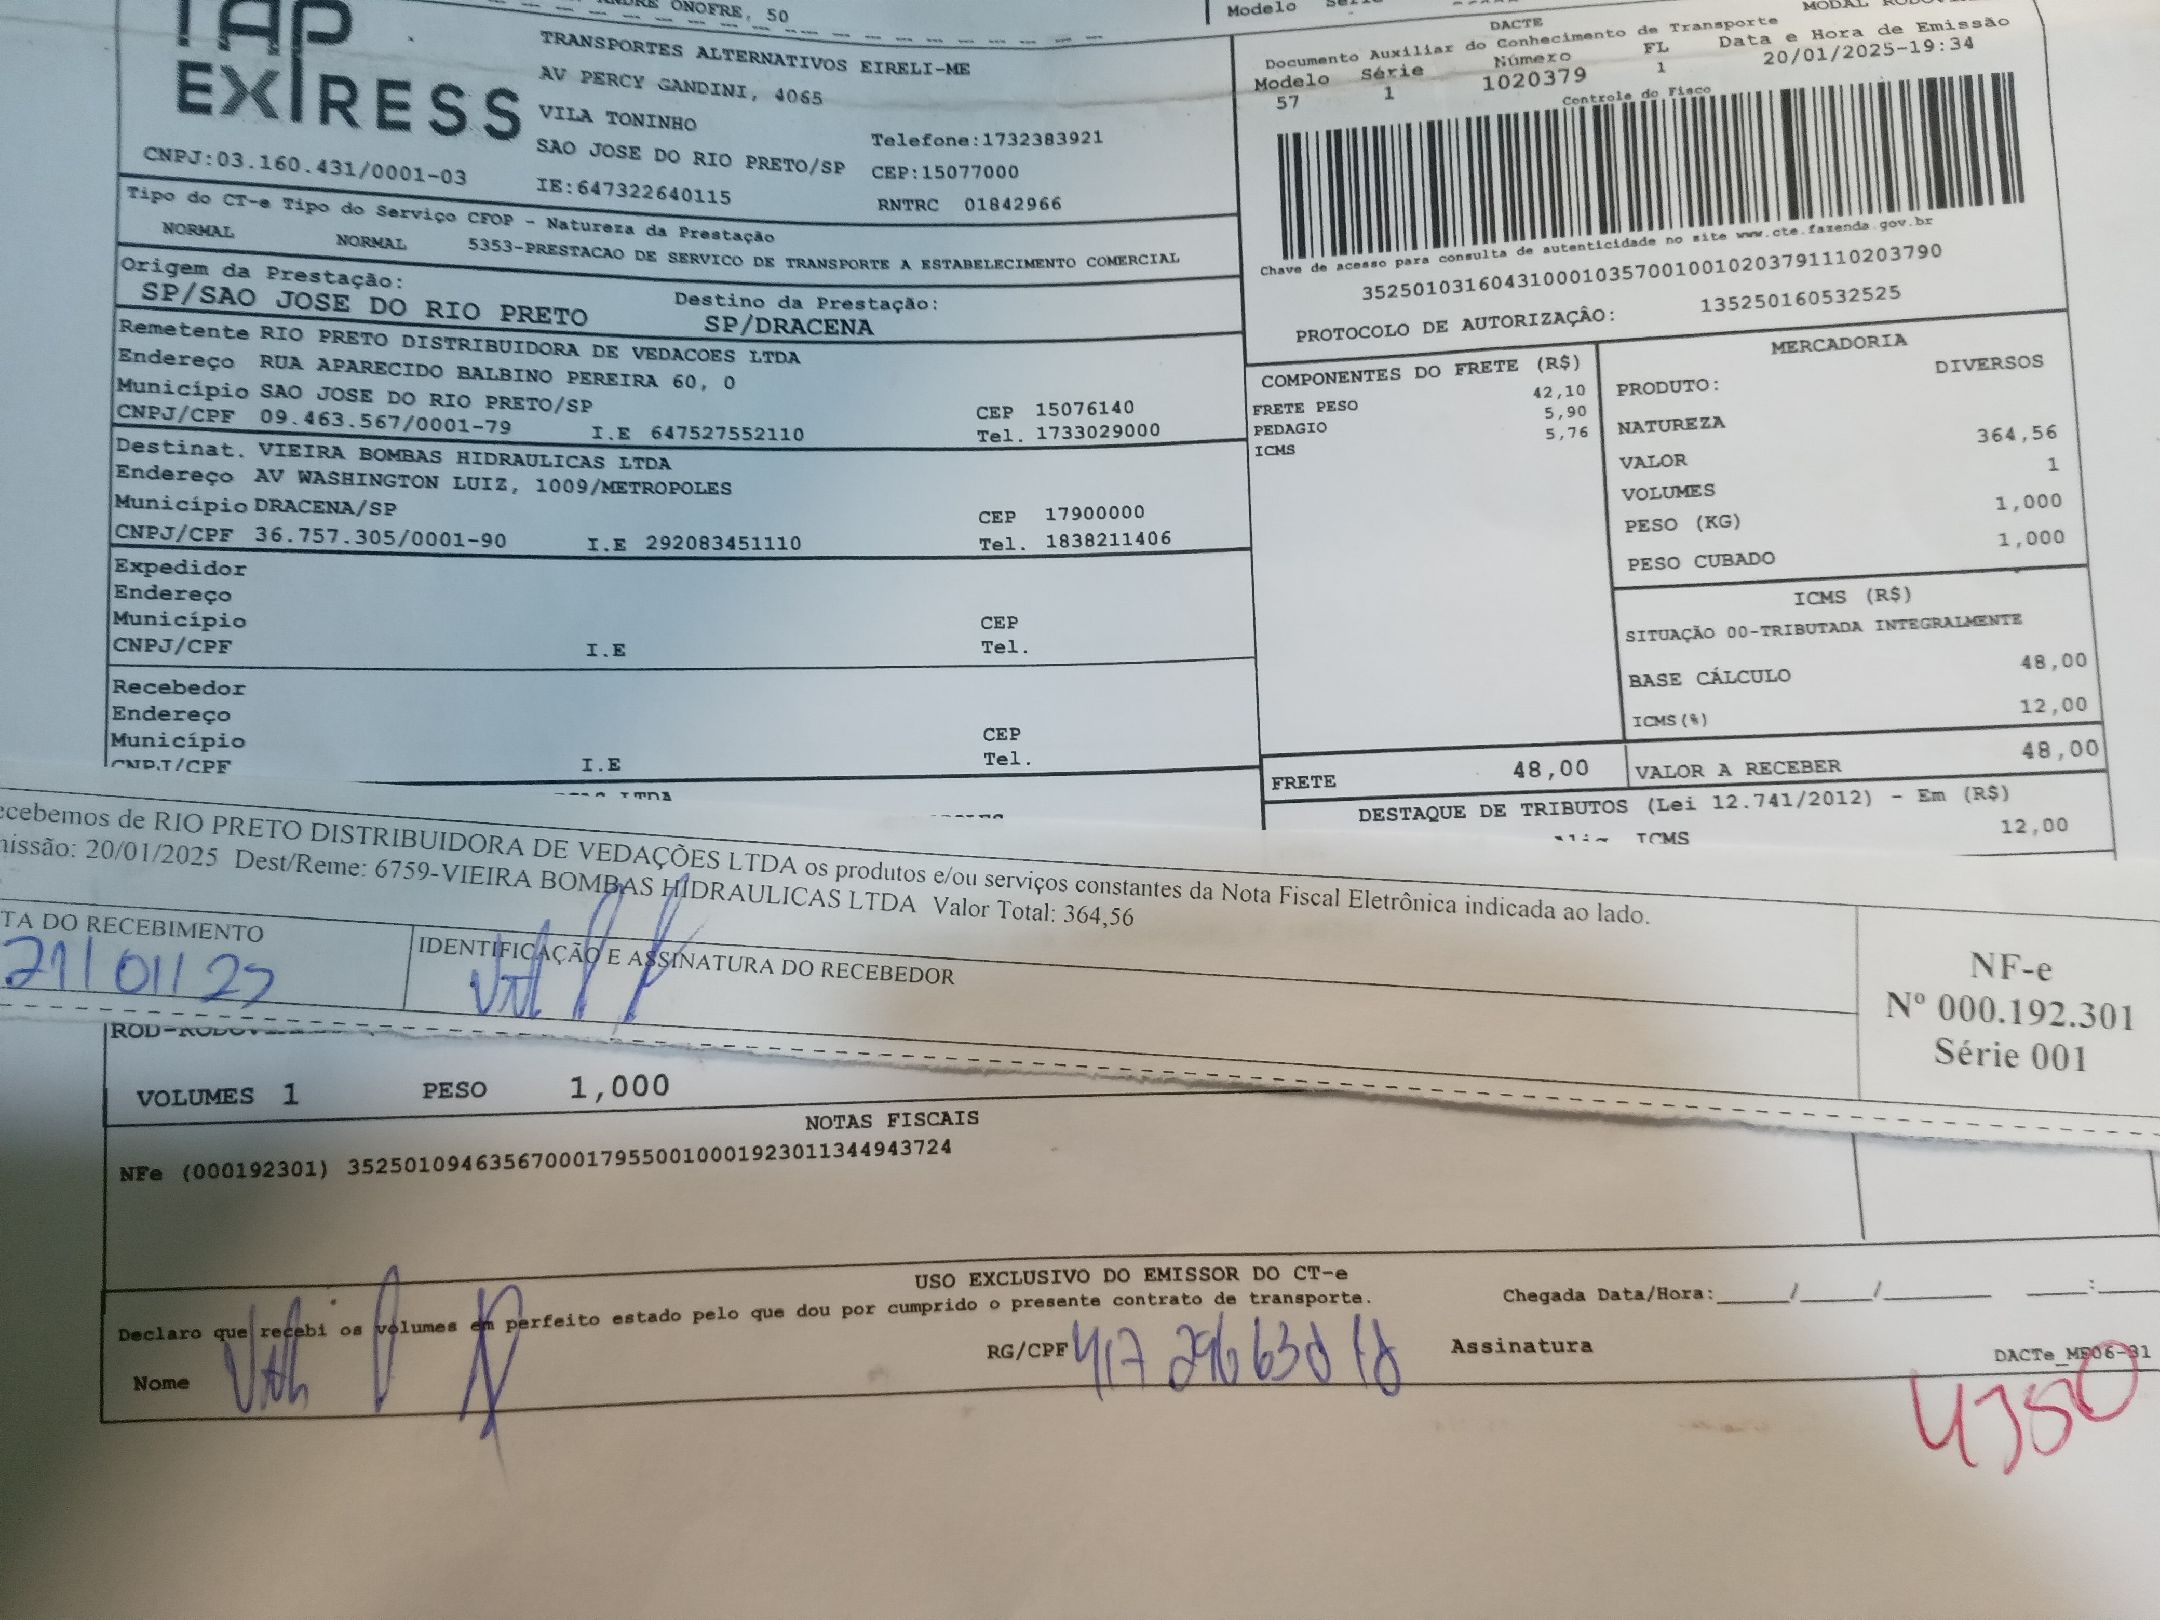 ANDRE ONOFRE, 50
TAP
EXPRESS
TRANSPORTES ALTERNATIVOS EIRELI-ME
AV PERCY GANDINI, 4065
VILA TONINHO
SAO JOSE DO RIO PRETO/SP
IE:647322640115
Telefone:1732383921
CEP:15077000
RNTRC 01842966
CNPJ:03.160.431/0001-03
Tipo do CT-e Tipo do Serviço CFOP - Natureza da Prestação
NORMAL NORMAL 5353-PRESTACAO DE SERVICO DE TRANSPORTE A ESTABELECIMENTO COMERCIAL
Origem da Prestação:
SP/SAO JOSE DO RIO PRETO
Destino da Prestação:
SP/DRACENA
Remetente RIO PRETO DISTRIBUIDORA DE VEDACOES LTDA
Endereço RUA APARECIDO BALBINO PEREIRA 60, 0
Município SAO JOSE DO RIO PRETO/SP CEP 15076140
CNPJ/CPF 09.463.567/0001-79 I.E 647527552110 Tel. 1733029000
Destinat. VIEIRA BOMBAS HIDRAULICAS LTDA
Endereço AV WASHINGTON LUIZ, 1009/METROPOLES
Município DRACENA/SP CEP 17900000
CNPJ/CPF 36.757.305/0001-90 I.E 292083451110 Tel. 1838211406
Expedidor
Endereço
Município CEP
CNPJ/CPF I.E Tel.
Recebedor
Endereço
Município CEP
CNPJ/CPF I.E Tel.
Modelo
DACTE
MODAL
Documento Auxiliar do Conhecimento de Transporte
Modelo Série Número FL Data e Hora de Emissão
57 1 1020379 1 20/01/2025-19:34
Controle do Fisco
Chave de acesso para consulta de autenticidade no site www.cte.fazenda.gov.br
35250103160431000103570010010203791110203790
PROTOCOLO DE AUTORIZAÇÂO: 135250160532525
COMPONENTES DO FRETE (R$)
FRETE PESO 42,10
PEDAGIO 5,90
ICMS 5,76
MERCADORIA
PRODUTO: DIVERSOS
NATUREZA
VALOR 364,56
VOLUMES 1
PESO (KG) 1,000
PESO CUBADO 1,000
ICMS (R$)
SITUAÇÃO 00-TRIBUTADA INTEGRALMENTE
BASE CÁLCULO 48,00
ICMS(%) 12,00
FRETE 48,00 VALOR A RECEBER 48,00
DESTAQUE DE TRIBUTOS (Lei 12.741/2012) - Em (R$)
ICMS 12,00
ecebemos de RIO PRETO DISTRIBUIDORA DE VEDAÇÕES LTDA os produtos e/ou serviços constantes da Nota Fiscal Eletrônica indicada ao lado.
missão: 20/01/2025 Dest/Reme: 6759-VIEIRA BOMBAS HIDRAULICAS LTDA Valor Total: 364,56
TA DO RECEBIMENTO
21/01/25
IDENTIFICAÇÃO E ASSINATURA DO RECEBEDOR
NF-e
Nº 000.192.301
Série 001
VOLUMES 1 PESO 1,000
NOTAS FISCAIS
NFe (000192301) 35250109463567000179550010001923011344943724
USO EXCLUSIVO DO EMISSOR DO CT-e
Declaro que recebi os volumes em perfeito estado pelo que dou por cumprido o presente contrato de transporte.
Chegada Data/Hora:____/____/______ ____:____
Nome
RG/CPF
Assinatura
DACTe_MF06-31